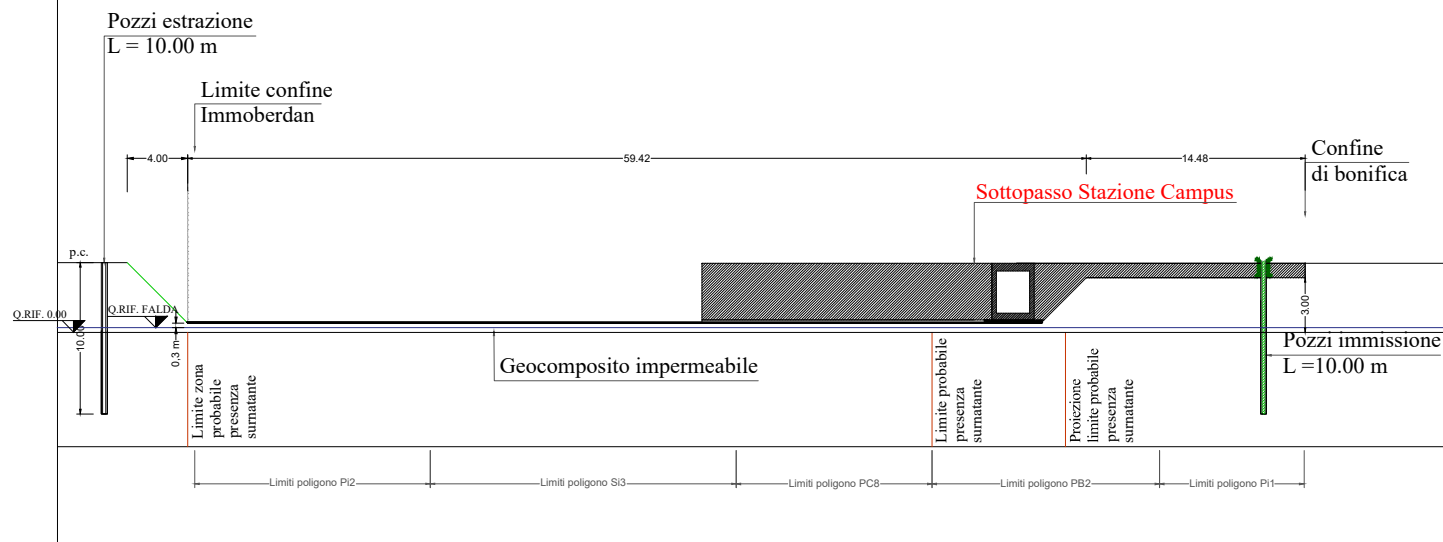 Pozzi estrazione
L = 10.00 m
Limite confine
Immoberdan
4.00
59.42
14.48
Confine
di bonifica
Sottopasso Stazione Campus
p.c.
Q.RIF. 0.00
Q.RIF. FALDA
10.00
0,3 m
3.00
Geocomposito impermeabile
Pozzi immissione
L =10.00 m
Limite zona
probabile
presenza
surnatante
Limite probabile
presenza
surnatante
Proiezione
limite probabile
presenza
surnatante
Limiti poligono Pi2
Limiti poligono Si3
Limiti poligono PC8
Limiti poligono PB2
Limiti poligono Pi1